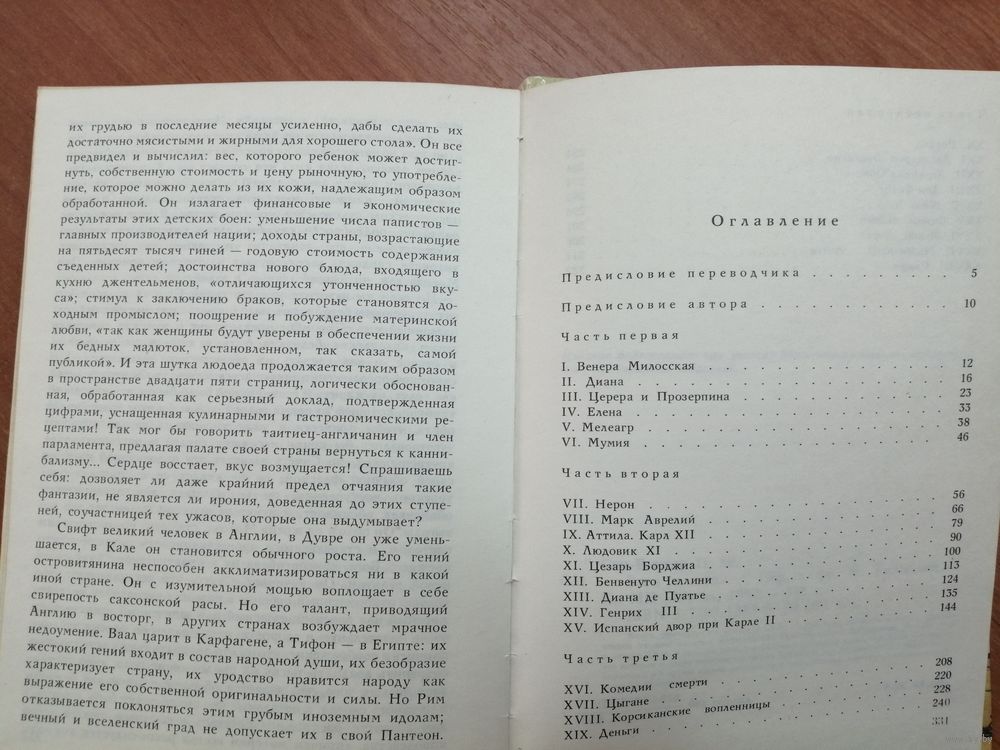 их грудью в последние месяцы усиленно, дабы сделать их
достаточно мясистыми и жирными для хорошего стола». Он все
предвидел и вычислил: вес, которого ребенок может достиг-
нуть, собственную стоимость и цену рыночную, то употребле-
ние, которое можно делать из их кожи, надлежащим образом
обработанной. Он излагает финансовые и экономические
результаты этих детских боен: уменьшение числа папистов —
главных производителей нации; доходы страны, возрастающие
на пятьдесят тысяч гиней — годовую стоимость содержания
съеденных детей; достоинства нового блюда, входящего в
кухню джентельменов, «отличающихся утонченностью вку-
са»; стимул к заключению браков, которые становятся до-
ходным промыслом; поощрение и побуждение материнской
любви, «так как женщины будут уверены в обеспечении жизни
их бедных малюток, установленном, так сказать, самой
публикой». И эта шутка людоеда продолжается таким образом
в пространстве двадцати пяти страниц, логически обоснован-
ная, обработанная как серьезный доклад, подтвержденная
цифрами, уснащенная кулинарными и гастрономическими ре-
цептами! Так мог бы говорить таитиец-англичанин и член
парламента, предлагая палате своей страны вернуться к канни-
бализму... Сердце восстает, вкус возмущается! Спрашиваешь
себя: дозволяет ли даже крайний предел отчаяния такие
фантазии, не является ли ирония, доведенная до этих ступе-
ней, соучастницей тех ужасов, которые она выдумывает?
Свифт великий человек в Англии, в Дувре он уже умень-
шается, в Кале он становится обычного роста. Его гений
островитянина неспособен акклиматизироваться ни в какой
иной стране. Он с изумительной мощью воплощает в себе
свирепость саксонской расы. Но его талант, приводящий
Англию в восторг, в других странах возбуждает мрачное
недоумение. Ваал царит в Карфагене, а Тифон — в Египте: их
жестокий гений входит в состав народной души, их безобразие
характеризует страну, их уродство нравится народу как
выражение его собственной оригинальности и силы. Но Рим
отказывается поклоняться этим грубым иноземным идолам;
вечный и вселенский град не допускает их в свой Пантеон.
Оглавление
Предисловие переводчика . . . . . . . . . 5
Предисловие автора . . . . . . . . . . . 10
Часть первая
I. Венера Милосская . . . . . . . . . . . 12
II. Диана . . . . . . . . . . . . . . . 16
III. Церера и Прозерпина . . . . . . . . . 23
IV. Елена . . . . . . . . . . . . . . . 33
V. Мелеагр . . . . . . . . . . . . . . 38
VI. Мумия . . . . . . . . . . . . . . . 46
Часть вторая
VII. Нерон . . . . . . . . . . . . . . . 56
VIII. Марк Аврелий . . . . . . . . . . . . 66
IX. Аттила. Карл XII . . . . . . . . . . . 79
X. Людовик XI . . . . . . . . . . . . . 90
XI. Цезарь Борджиа . . . . . . . . . . . 100
XII. Бенвенуто Челлини . . . . . . . . . . 113
XIII. Диана де Пуатье . . . . . . . . . . . 124
XIV. Генрих III . . . . . . . . . . . . . 135
XV. Испанский двор при Карле II . . . . . . 144
Часть третья
XVI. Комедии смерти . . . . . . . . . . . 208
XVII. Цыгане . . . . . . . . . . . . . . 220
XVIII. Корсиканские вопленницы . . . . . . . 228
XIX. Деньги . . . . . . . . . . . . . . 240
331